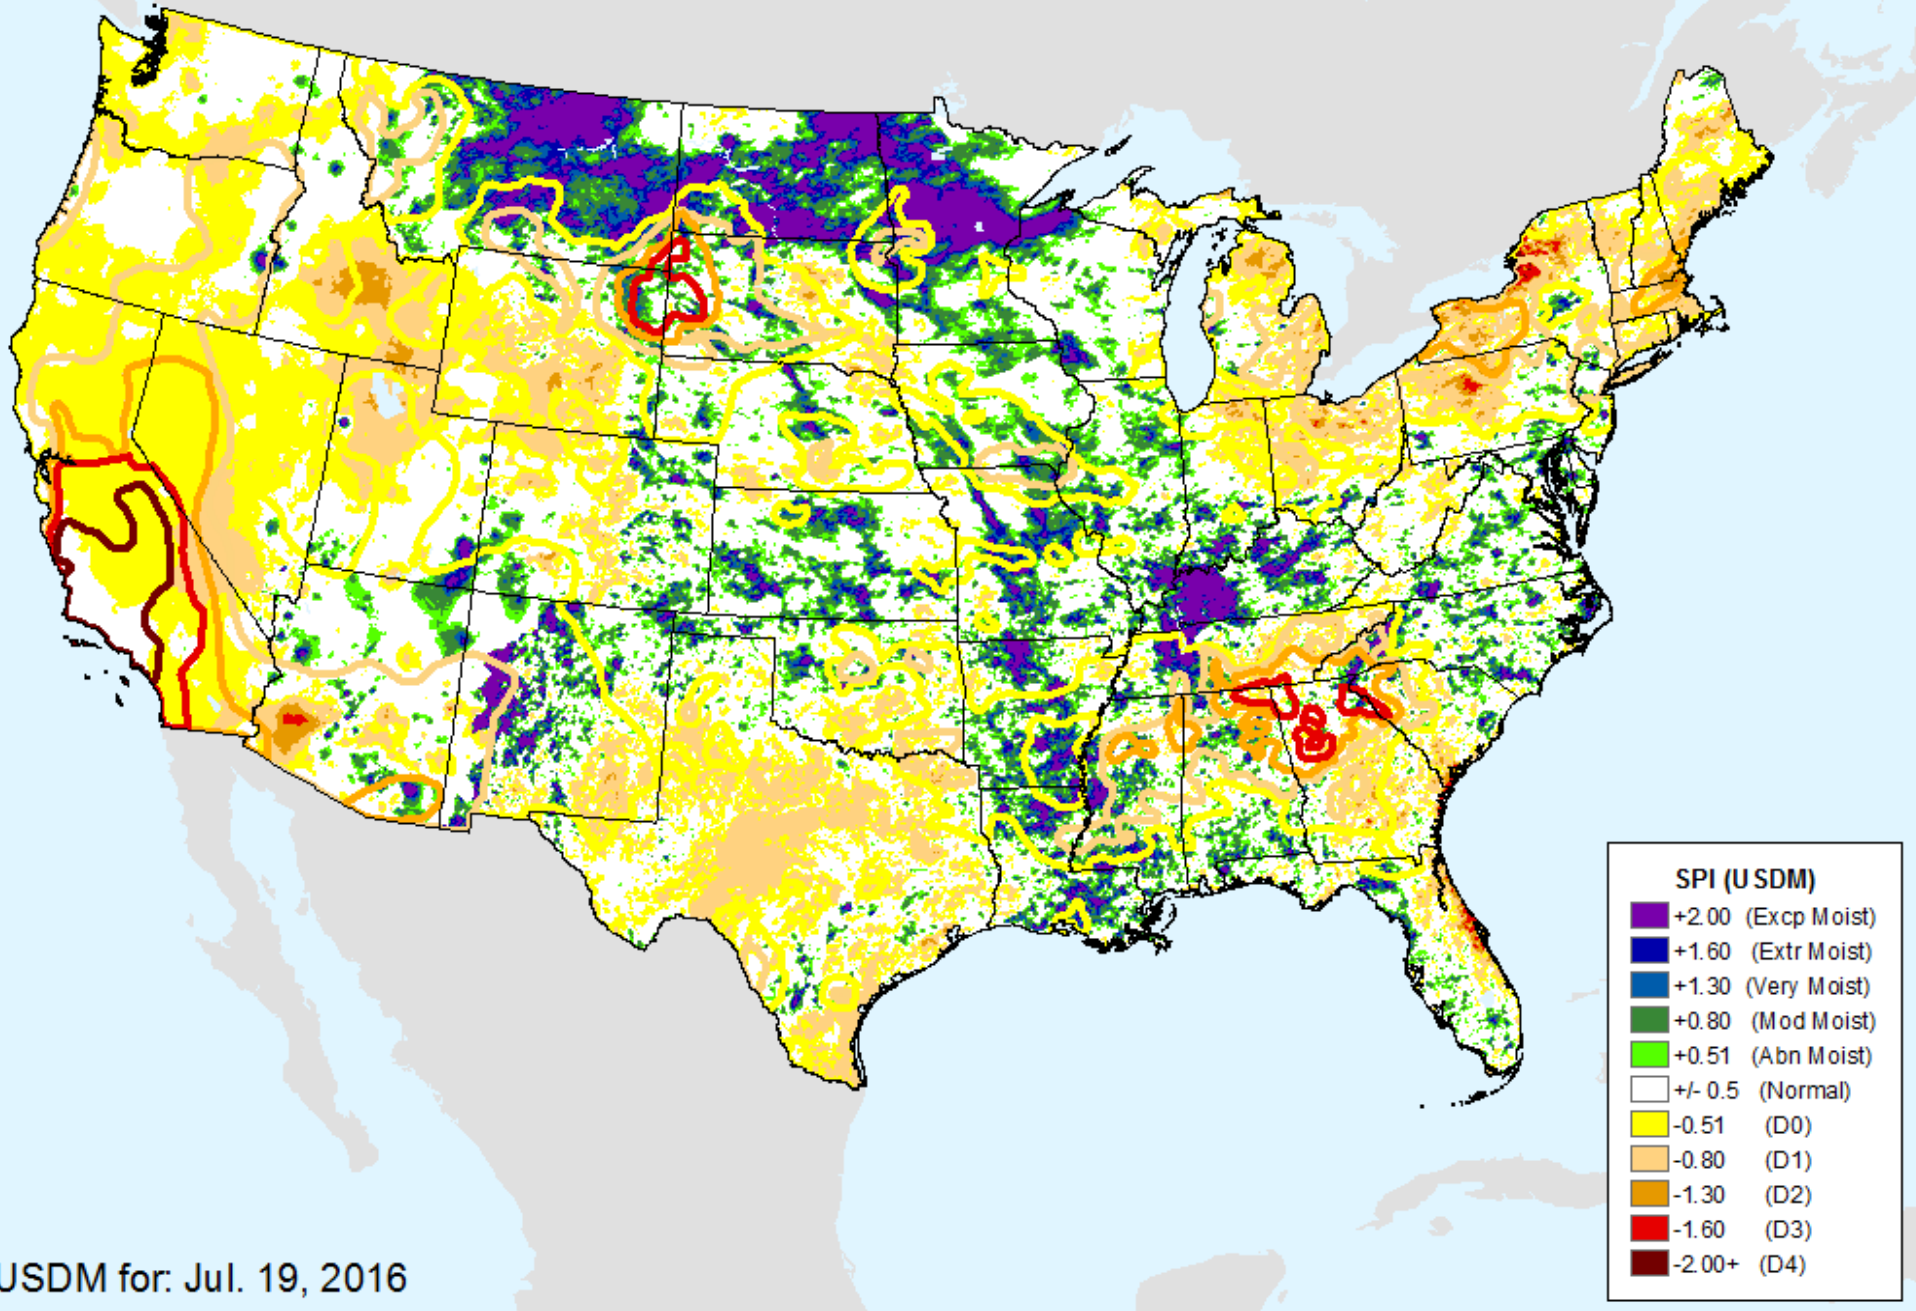 SPI (USDM)
+2.00 (Excp Moist)
+1.60 (Extr Moist)
+1.30 (Very Moist)
+0.80 (Mod Moist)
+0.51 (Abn Moist)
+/- 0.5 (Normal)
-0.51 (D0)
-0.80 (D1)
-1.30 (D2)
-1.60 (D3)
-2.00+ (D4)
USDM for: Jul. 19, 2016